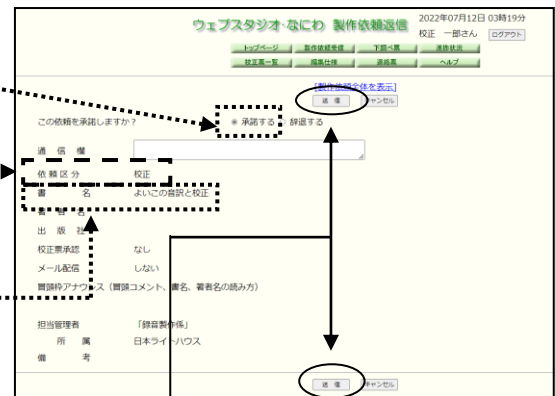 ウェブスタジオ・なにわ 製作依頼返信
2022年07月12日 03時19分
校正 一郎さん ログアウト
トップページ 製作依頼受信 下調べ票 進捗状況
校正票一覧 編集仕様 連絡票 ヘルプ
[製作依頼全体を表示]
送 信 キャンセル
この依頼を承諾しますか? 承諾する 辞退する
通 信 欄
依 頼 区 分 校正
書 名 よいこの音訳と校正
著 者 名
出 版 社
校正票承認 なし
メール配信 しない
冒頭枠アナウンス(冒頭コメント、書名、著者名の読み方)
担当管理者 「録音製作係」
所 属 日本ライトハウス
備 考
送 信 キャンセル